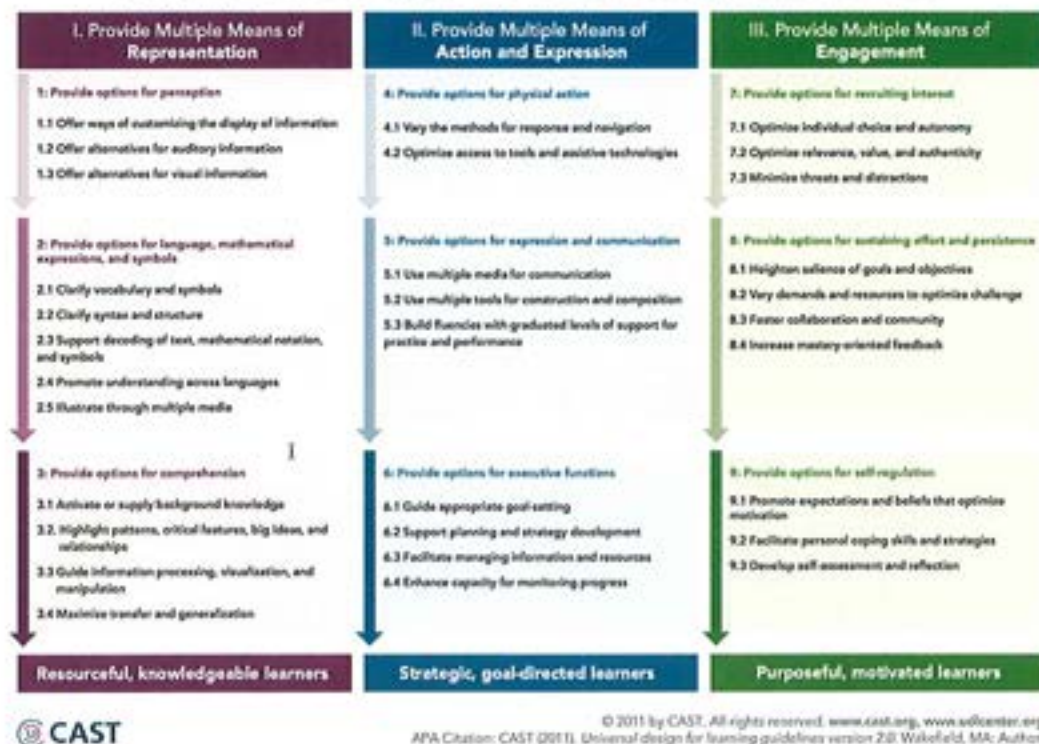 I. Provide Multiple Means of
Representation
1: Provide options for perception
1.1 Offer ways of customizing the display of information
1.2 Offer alternatives for auditory information
1.3 Offer alternatives for visual information
2: Provide options for language, mathematical
expressions, and symbols
2.1 Clarify vocabulary and symbols
2.2 Clarify syntax and structure
2.3 Support decoding of text, mathematical notation,
and symbols
2.4 Promote understanding across languages
2.5 Illustrate through multiple media
3: Provide options for comprehension
3.1 Activate or supply background knowledge
3.2. Highlight patterns, critical features, big ideas, and
relationships
3.3 Guide information processing, visualization, and
manipulation
3.4 Maximize transfer and generalization
Resourceful, knowledgeable learners
II. Provide Multiple Means of
Action and Expression
4: Provide options for physical action
4.1 Vary the methods for response and navigation
4.2 Optimize access to tools and assistive technologies
5: Provide options for expression and communication
5.1 Use multiple media for communication
5.2 Use multiple tools for construction and composition
5.3 Build fluencies with graduated levels of support for
practice and performance
6: Provide options for executive functions
6.1 Guide appropriate goal-setting
6.2 Support planning and strategy development
6.3 Facilitate managing information and resources
6.4 Enhance capacity for monitoring progress
Strategic, goal-directed learners
III. Provide Multiple Means of
Engagement
7: Provide options for recruiting interest
7.1 Optimize individual choice and autonomy
7.2 Optimize relevance, value, and authenticity
7.3 Minimize threats and distractions
8: Provide options for sustaining effort and persistence
8.1 Heighten salience of goals and objectives
8.2 Vary demands and resources to optimize challenge
8.3 Foster collaboration and community
8.4 Increase mastery-oriented feedback
9: Provide options for self-regulation
9.1 Promote expectations and beliefs that optimize
motivation
9.2 Facilitate personal coping skills and strategies
9.3 Develop self-assessment and reflection
Purposeful, motivated learners
CAST
© 2011 by CAST. All rights reserved. www.cast.org, www.udlcenter.org
APA Citation: CAST (2011). Universal design for learning guidelines version 2.0. Wakefield, MA: Author